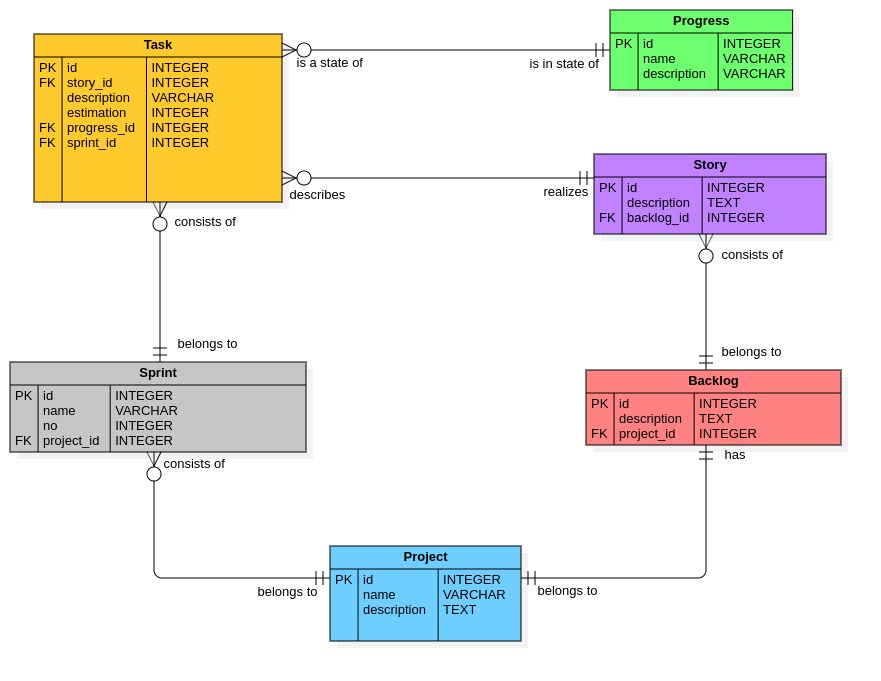 Task
PK id INTEGER
FK story_id INTEGER
description VARCHAR
estimation INTEGER
FK progress_id INTEGER
FK sprint_id INTEGER
Progress
PK id INTEGER
name VARCHAR
description VARCHAR
is a state of
is in state of
Story
PK id INTEGER
description TEXT
FK backlog_id INTEGER
describes
realizes
consists of
consists of
belongs to
belongs to
Sprint
PK id INTEGER
name VARCHAR
no INTEGER
FK project_id INTEGER
Backlog
PK id INTEGER
description TEXT
FK project_id INTEGER
consists of
has
Project
PK id INTEGER
name VARCHAR
description TEXT
belongs to
belongs to